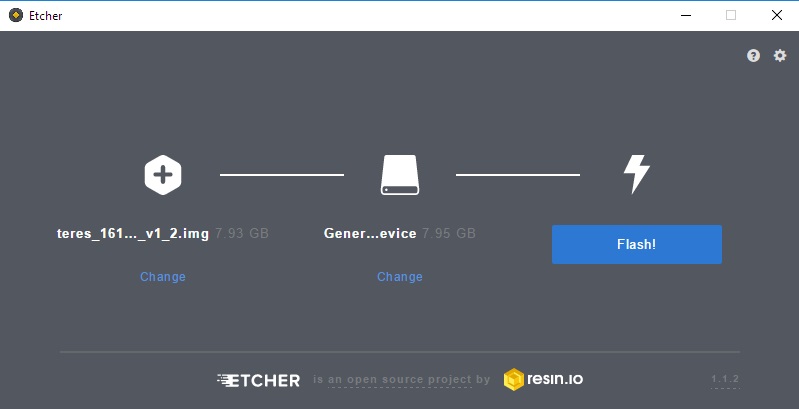 Etcher
teres_161..._v1_2.img 7.93 GB
Gener...evice 7.95 GB
Flash!
Change
Change
ETCHER is an open source project by resin.io
1.1.2